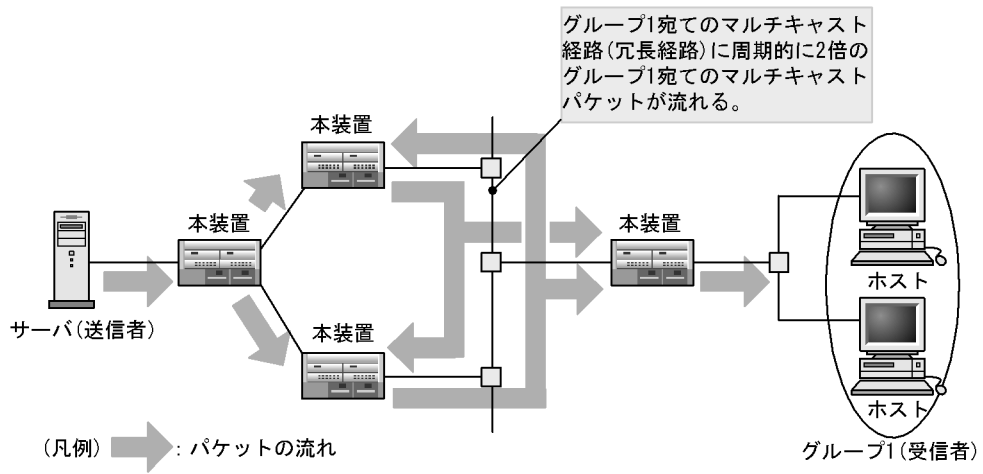 グループ1宛てのマルチキャスト
経路(冗長経路)に周期的に2倍の
グループ1宛てのマルチキャスト
パケットが流れる。
本装置
本装置
本装置
本装置
サーバ(送信者)
ホスト
ホスト
グループ1(受信者)
(凡例) : パケットの流れ